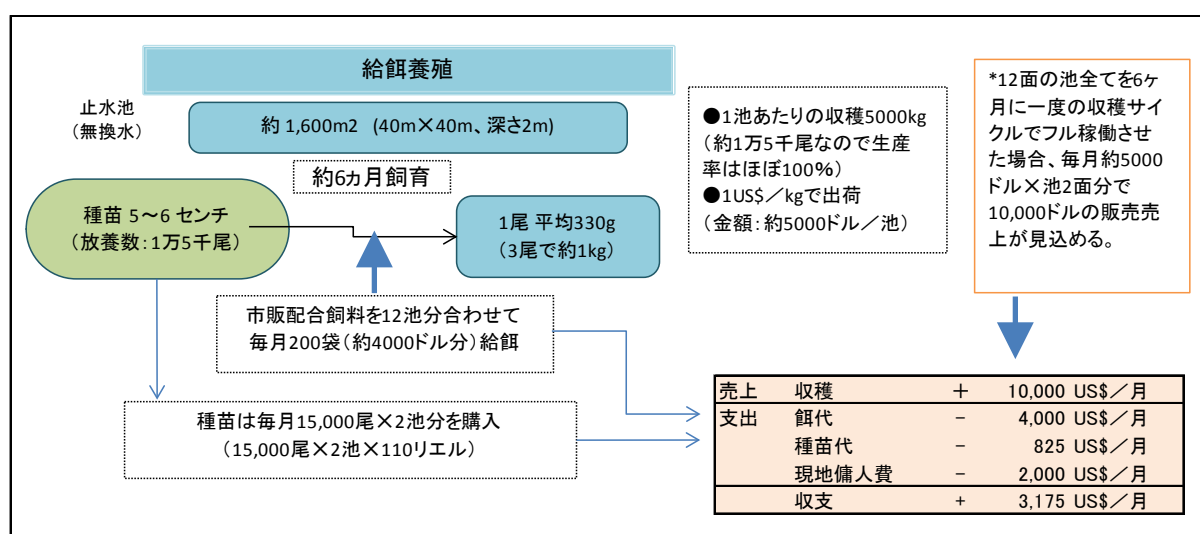 給餌養殖
止水池
（無換水）
約 1,600m2 （40m×40m、深さ2m）
約6ヵ月飼育
種苗 5～6 センチ
（放養数：1万5千尾）
1尾 平均330g
（3尾で約1kg）
市販配合飼料を12池分合わせて
毎月200袋（約4000ドル分）給餌
種苗は毎月15,000尾×2池分を購入
（15,000尾×2池×110リエル）
●1池あたりの収穫5000kg
（約1万5千尾なので生産
率はほぼ100%）
●1US$／kgで出荷
（金額：約5000ドル／池）
*12面の池全てを6ヶ
月に一度の収穫サイ
クルでフル稼働させ
た場合、毎月約5000
ドル×池2面分で
10,000ドルの販売売
上が見込める。
売上 収穫 ＋ 10,000 US$／月
支出 餌代 － 4,000 US$／月
種苗代 － 825 US$／月
現地傭人費 － 2,000 US$／月
収支 + 3,175 US$／月